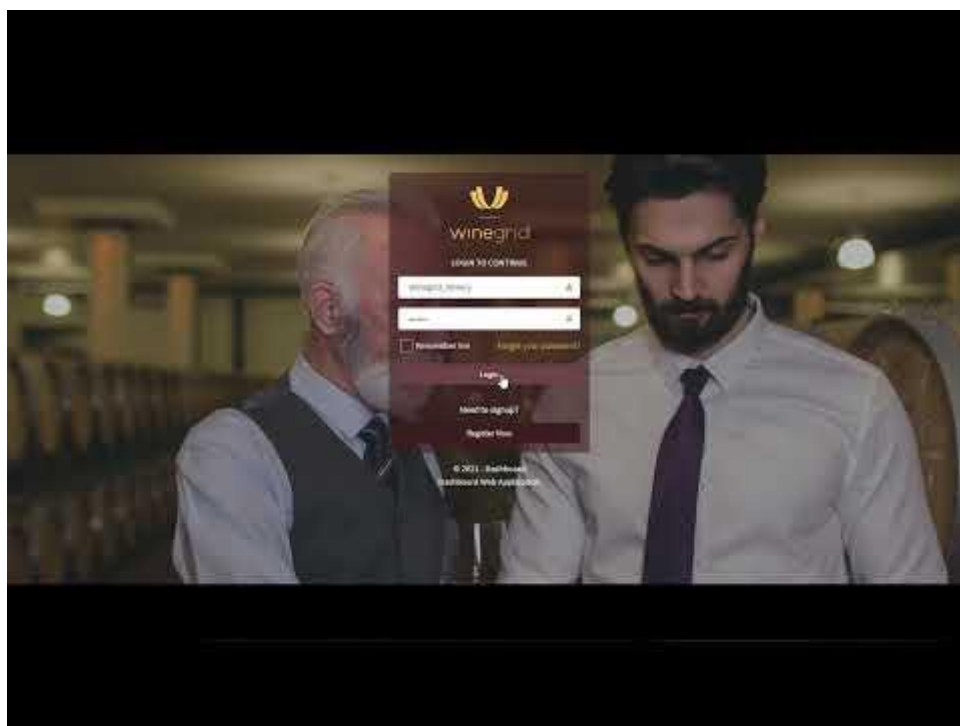 winegrid
LOGIN TO CONTINUE
Remember me
Forgot your password?
Login
Need to signup?
Register Now
© 2021 - Dashboard
Dashboard Web Application